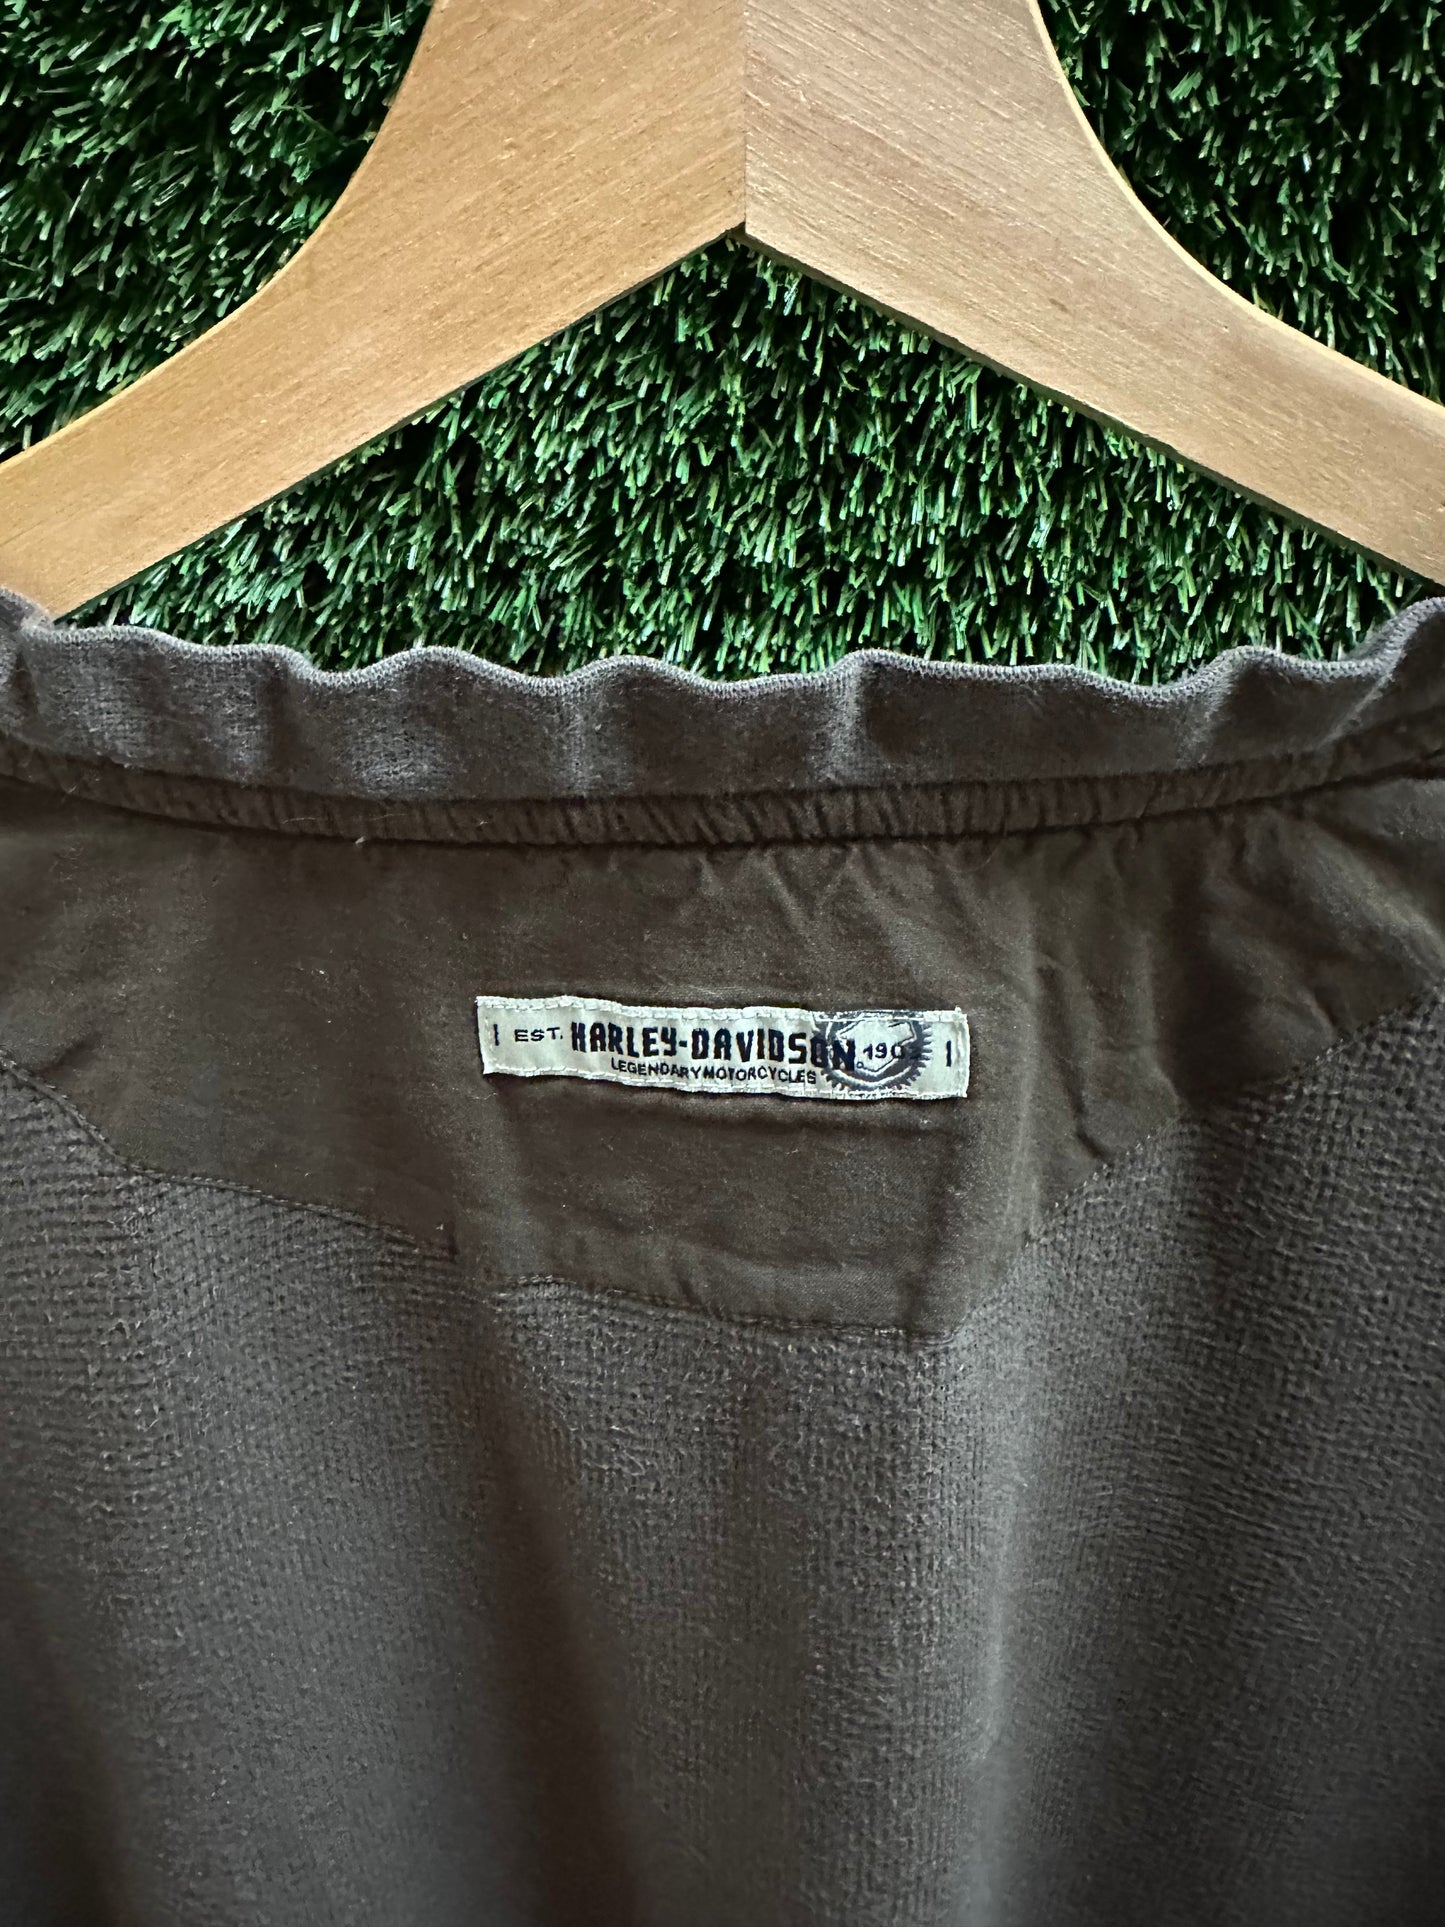 EST. HARLEY-DAVIDSON 1903
LEGENDARY MOTORCYCLES